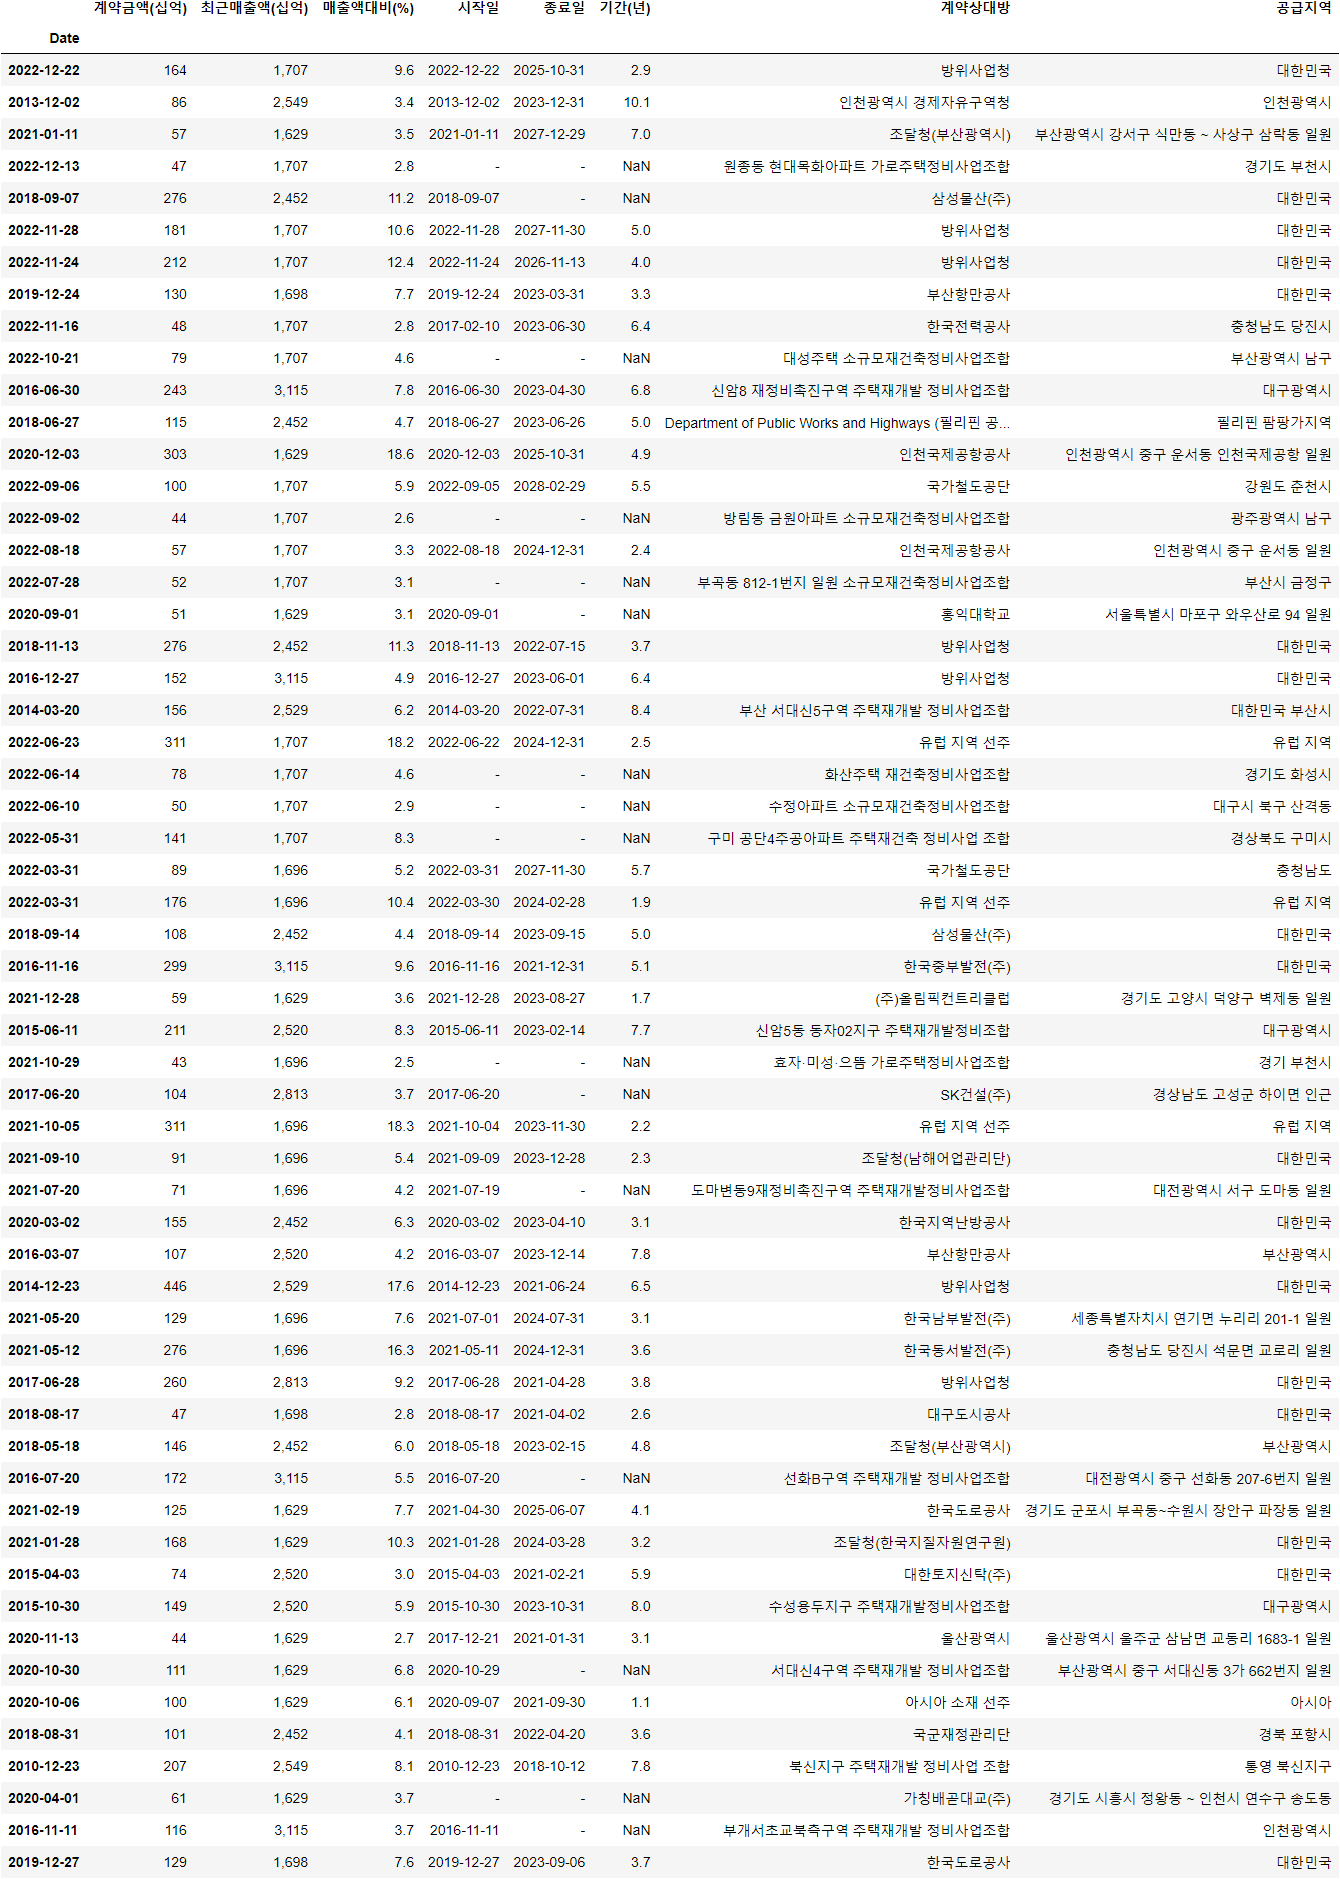 계약금액(십억) 최근매출액(십억) 매출액대비(%) 시작일 종료일 기간(년) 계약상대방 공급지역
Date
2022-12-22 164 1,707 9.6 2022-12-22 2025-10-31 2.9 방위사업청 대한민국
2013-12-02 86 2,549 3.4 2013-12-02 2023-12-31 10.1 인천광역시 경제자유구역청 인천광역시
2021-01-11 57 1,629 3.5 2021-01-11 2027-12-29 7.0 조달청(부산광역시) 부산광역시 강서구 식만동 ~ 사상구 삼락동 일원
2022-12-13 47 1,707 2.8 - - NaN 원종동 현대목화아파트 가로주택정비사업조합 경기도 부천시
2018-09-07 276 2,452 11.2 2018-09-07 - NaN 삼성물산(주) 대한민국
2022-11-28 181 1,707 10.6 2022-11-28 2027-11-30 5.0 방위사업청 대한민국
2022-11-24 212 1,707 12.4 2022-11-24 2026-11-13 4.0 방위사업청 대한민국
2019-12-24 130 1,698 7.7 2019-12-24 2023-03-31 3.3 부산항만공사 대한민국
2022-11-16 48 1,707 2.8 2017-02-10 2023-06-30 6.4 한국전력공사 충청남도 당진시
2022-10-21 79 1,707 4.6 - - NaN 대성주택 소규모재건축정비사업조합 부산광역시 남구
2016-06-30 243 3,115 7.8 2016-06-30 2023-04-30 6.8 신암8 재정비촉진구역 주택재개발 정비사업조합 대구광역시
2018-06-27 115 2,452 4.7 2018-06-27 2023-06-26 5.0 Department of Public Works and Highways (필리핀 공... 필리핀 팜팡가지역
2020-12-03 303 1,629 18.6 2020-12-03 2025-10-31 4.9 인천국제공항공사 인천광역시 중구 운서동 인천국제공항 일원
2022-09-06 100 1,707 5.9 2022-09-05 2028-02-29 5.5 국가철도공단 강원도 춘천시
2022-09-02 44 1,707 2.6 - - NaN 방림동 금원아파트 소규모재건축정비사업조합 광주광역시 남구
2022-08-18 57 1,707 3.3 2022-08-18 2024-12-31 2.4 인천국제공항공사 인천광역시 중구 운서동 일원
2022-07-28 52 1,707 3.1 - - NaN 부곡동 812-1번지 일원 소규모재건축정비사업조합 부산시 금정구
2020-09-01 51 1,629 3.1 2020-09-01 - NaN 홍익대학교 서울특별시 마포구 와우산로 94 일원
2018-11-13 276 2,452 11.3 2018-11-13 2022-07-15 3.7 방위사업청 대한민국
2016-12-27 152 3,115 4.9 2016-12-27 2023-06-01 6.4 방위사업청 대한민국
2014-03-20 156 2,529 6.2 2014-03-20 2022-07-31 8.4 부산 서대신5구역 주택재개발 정비사업조합 대한민국 부산시
2022-06-23 311 1,707 18.2 2022-06-22 2024-12-31 2.5 유럽 지역 선주 유럽 지역
2022-06-14 78 1,707 4.6 - - NaN 화산주택 재건축정비사업조합 경기도 화성시
2022-06-10 50 1,707 2.9 - - NaN 수정아파트 소규모재건축정비사업조합 대구시 북구 산격동
2022-05-31 141 1,707 8.3 - - NaN 구미 공단4주공아파트 주택재건축 정비사업 조합 경상북도 구미시
2022-03-31 89 1,696 5.2 2022-03-31 2027-11-30 5.7 국가철도공단 충청남도
2022-03-31 176 1,696 10.4 2022-03-30 2024-02-28 1.9 유럽 지역 선주 유럽 지역
2018-09-14 108 2,452 4.4 2018-09-14 2023-09-15 5.0 삼성물산(주) 대한민국
2016-11-16 299 3,115 9.6 2016-11-16 2021-12-31 5.1 한국중부발전(주) 대한민국
2021-12-28 59 1,629 3.6 2021-12-28 2023-08-27 1.7 (주)올림픽컨트리클럽 경기도 고양시 덕양구 벽제동 일원
2015-06-11 211 2,520 8.3 2015-06-11 2023-02-14 7.7 신암5동 동자02지구 주택재개발정비조합 대구광역시
2021-10-29 43 1,696 2.5 - - NaN 효자·미성·으뜸 가로주택정비사업조합 경기 부천시
2017-06-20 104 2,813 3.7 2017-06-20 - NaN SK건설(주) 경상남도 고성군 하이면 인근
2021-10-05 311 1,696 18.3 2021-10-04 2023-11-30 2.2 유럽 지역 선주 유럽 지역
2021-09-10 91 1,696 5.4 2021-09-09 2023-12-28 2.3 조달청(남해어업관리단) 대한민국
2021-07-20 71 1,696 4.2 2021-07-19 - NaN 도마변동9재정비촉진구역 주택재개발정비사업조합 대전광역시 서구 도마동 일원
2020-03-02 155 2,452 6.3 2020-03-02 2023-04-10 3.1 한국지역난방공사 대한민국
2016-03-07 107 2,520 4.2 2016-03-07 2023-12-14 7.8 부산항만공사 부산광역시
2014-12-23 446 2,529 17.6 2014-12-23 2021-06-24 6.5 방위사업청 대한민국
2021-05-20 129 1,696 7.6 2021-07-01 2024-07-31 3.1 한국남부발전(주) 세종특별자치시 연기면 누리리 201-1 일원
2021-05-12 276 1,696 16.3 2021-05-11 2024-12-31 3.6 한국동서발전(주) 충청남도 당진시 석문면 교로리 일원
2017-06-28 260 2,813 9.2 2017-06-28 2021-04-28 3.8 방위사업청 대한민국
2018-08-17 47 1,698 2.8 2018-08-17 2021-04-02 2.6 대구도시공사 대한민국
2018-05-18 146 2,452 6.0 2018-05-18 2023-02-15 4.8 조달청(부산광역시) 부산광역시
2016-07-20 172 3,115 5.5 2016-07-20 - NaN 선화B구역 주택재개발 정비사업조합 대전광역시 중구 선화동 207-6번지 일원
2021-02-19 125 1,629 7.7 2021-04-30 2025-06-07 4.1 한국도로공사 경기도 군포시 부곡동~수원시 장안구 파장동 일원
2021-01-28 168 1,629 10.3 2021-01-28 2024-03-28 3.2 조달청(한국지질자원연구원) 대한민국
2015-04-03 74 2,520 3.0 2015-04-03 2021-02-21 5.9 대한토지신탁(주) 대한민국
2015-10-30 149 2,520 5.9 2015-10-30 2023-10-31 8.0 수성용두지구 주택재개발정비사업조합 대구광역시
2020-11-13 44 1,629 2.7 2017-12-21 2021-01-31 3.1 울산광역시 울산광역시 울주군 삼남면 교동리 1683-1 일원
2020-10-30 111 1,629 6.8 2020-10-29 - NaN 서대신4구역 주택재개발 정비사업조합 부산광역시 중구 서대신동 3가 662번지 일원
2020-10-06 100 1,629 6.1 2020-09-07 2021-09-30 1.1 아시아 소재 선주 아시아
2018-08-31 101 2,452 4.1 2018-08-31 2022-04-20 3.6 국군재정관리단 경북 포항시
2010-12-23 207 2,549 8.1 2010-12-23 2018-10-12 7.8 북신지구 주택재개발 정비사업 조합 통영 북신지구
2020-04-01 61 1,629 3.7 - - NaN 가칭배곧대교(주) 경기도 시흥시 정왕동 ~ 인천시 연수구 송도동
2016-11-11 116 3,115 3.7 2016-11-11 - NaN 부개서초교북측구역 주택재개발 정비사업조합 인천광역시
2019-12-27 129 1,698 7.6 2019-12-27 2023-09-06 3.7 한국도로공사 대한민국